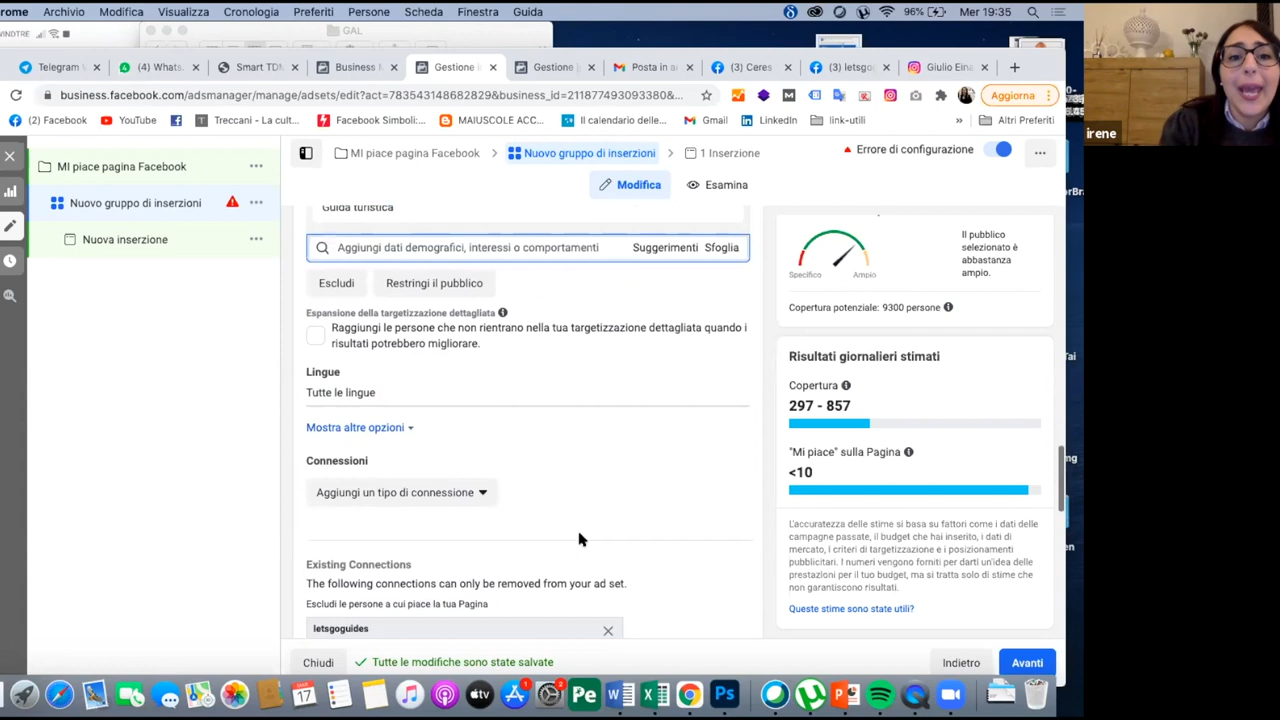 rome Archivio Modifica Visualizza Cronologia Preferiti Persone Scheda Finestra Guida 96% Mer 19:35
WINDTRE GAL
Telegram (4) Whats. Smart TDM Business Gestione Gestione Posta in a (3) Ceres (3) letsgo Giulio Ein
business.facebook.com/adsmanager/manage/adsets/edit?act=783543148682829&business_id=211877493093380&... Aggiorna
(2) Facebook YouTube Treccani - La cult... Facebook Simboli:... MAIUSCOLE ACC... Il calendario delle... Gmail LinkedIn link-utili » Altri Preferiti
irene
MI piace pagina Facebook
Nuovo gruppo di inserzioni
Nuova inserzione
MI piace pagina Facebook Nuovo gruppo di inserzioni 1 Inserzione Errore di configurazione
Modifica Esamina
Guida turistica
Aggiungi dati demografici, interessi o comportamenti Suggerimenti Sfoglia
Escludi Restringi il pubblico
Espansione della targetizzazione dettagliata
Raggiungi le persone che non rientrano nella tua targetizzazione dettagliata quando i
risultati potrebbero migliorare.
Lingue
Tutte le lingue
Mostra altre opzioni
Connessioni
Aggiungi un tipo di connessione
Existing Connections
The following connections can only be removed from your ad set.
Escludi le persone a cui piace la tua Pagina
letsgoguides
Chiudi Tutte le modifiche sono state salvate Indietro Avanti
Specifico Ampio
Il pubblico
selezionato è
abbastanza
ampio.
Copertura potenziale: 9300 persone
Risultati giornalieri stimati
Copertura
297 - 857
"Mi piace" sulla Pagina
<10
L'accuratezza delle stime si basa su fattori come i dati delle
campagne passate, il budget che hai inserito, i dati di
mercato, i criteri di targetizzazione e i posizionamenti
pubblicitari. I numeri vengono forniti per darti un'idea delle
prestazioni per il tuo budget, ma si tratta solo di stime che
non garantiscono risultati.
Queste stime sono state utili?
17